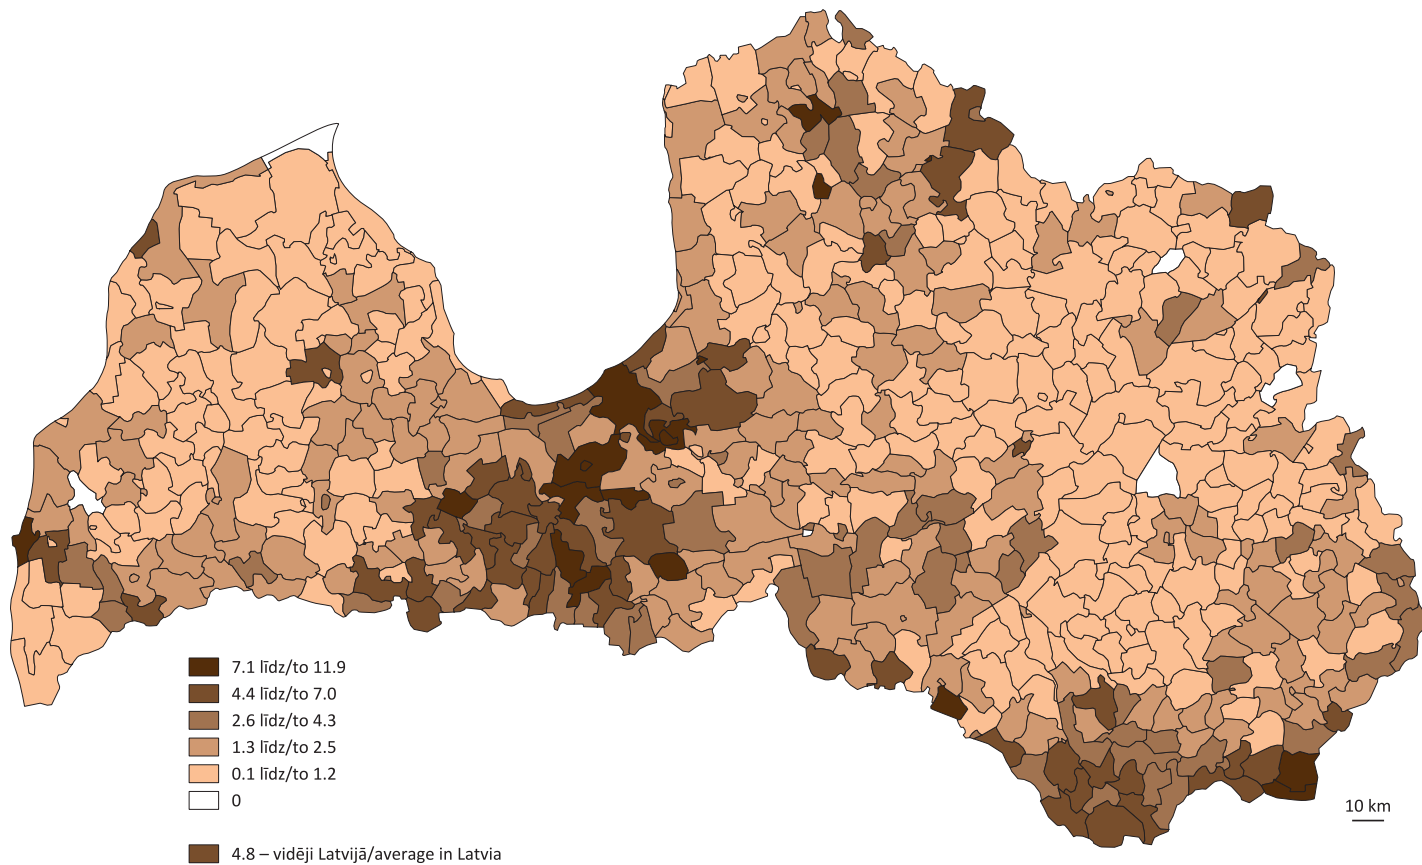 7.1 līdz/to 11.9
4.4 līdz/to 7.0
2.6 līdz/to 4.3
1.3 līdz/to 2.5
0.1 līdz/to 1.2
0
10 km
4.8 – vidēji Latvijā/average in Latvia